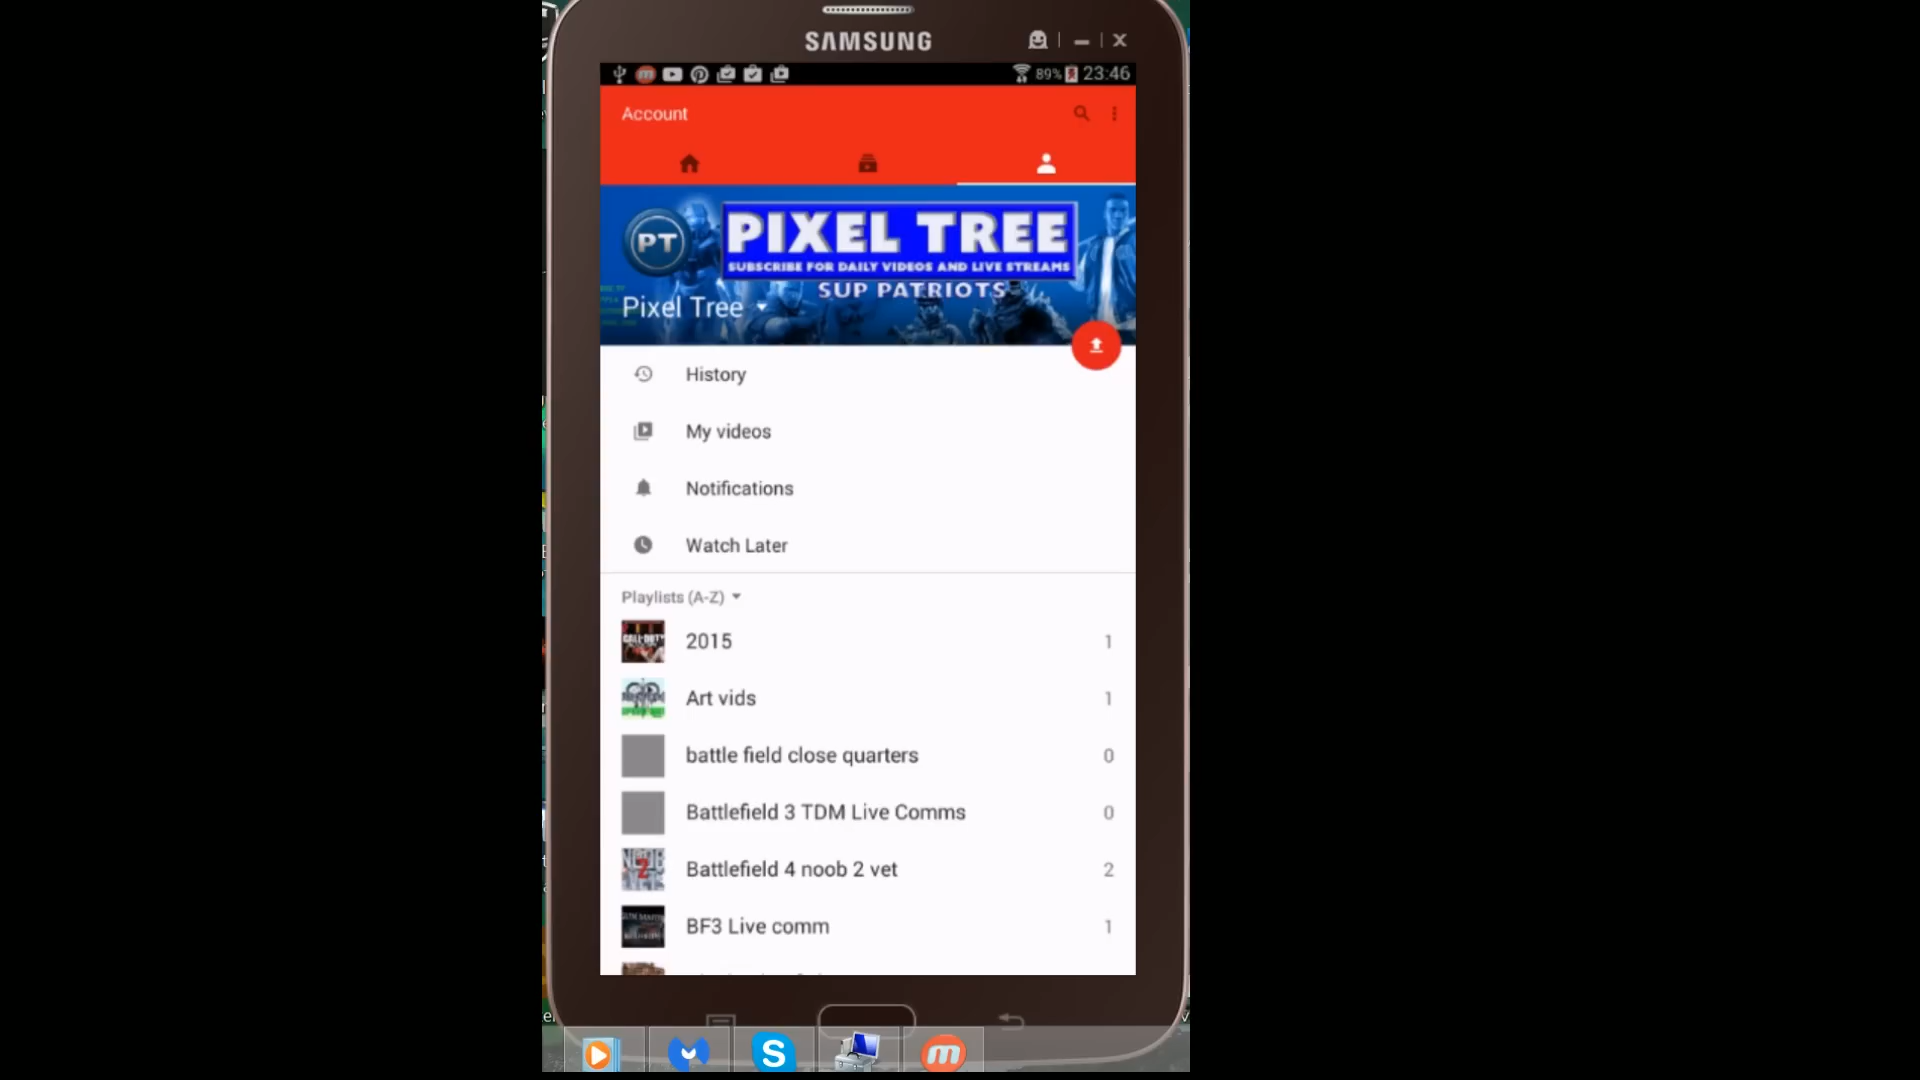 SAMSUNG
89% 23:46
Account
PT
PIXEL TREE
SUBSCRIBE FOR DAILY VIDEOS AND LIVE STREAMS
SUP PATRIOTS
Pixel Tree
History
My videos
Notifications
Watch Later
Playlists (A-Z)
2015 1
Art vids 1
battle field close quarters 0
Battlefield 3 TDM Live Comms 0
Battlefield 4 noob 2 vet 2
BF3 Live comm 1